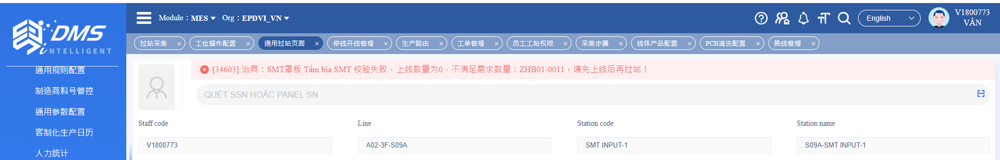 DMS
iNTELLIGENT
Module：MES Org：EPDVI_VN
English
V1800773
VÂN
过站采集 × 工位操作配置 × 通用过站页面 × 停线开线管理 × 生产路由 × 工单管理 × 员工工站权限 × 采集步骤 × 线体产品配置 × PCB清洗配置 × 换线管理 ×
通用规则配置
制造商料号管控
通用参数配置
客制化生产日历
人力统计
[34603]:治具：SMT罩板 Tấm bìa SMT 校验失败，上线数量为0，不满足需求数量：ZHB01-0011，请先上线后再过站！
QUÉT SSN HOẶC PANEL SN
Staff code Line Station code Station name
V1800773 A02-3F-S09A SMT INPUT-1 S09A-SMT INPUT-1